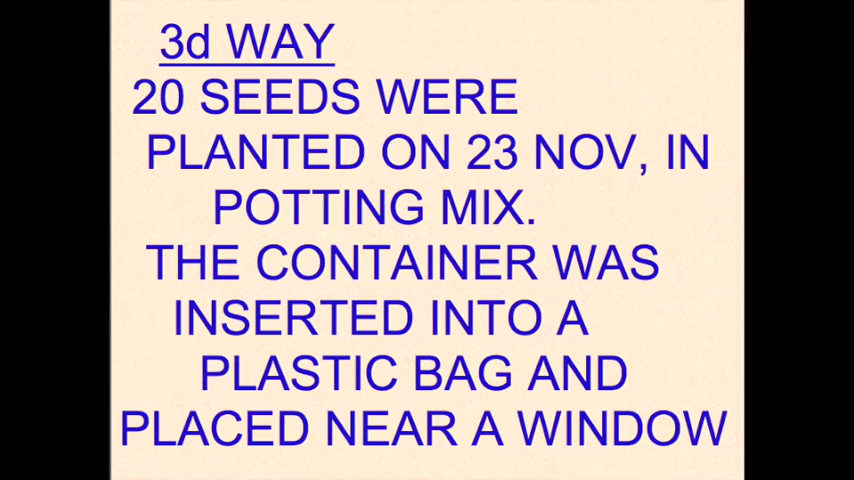 3d WAY
20 SEEDS WERE
PLANTED ON 23 NOV, IN
POTTING MIX.
THE CONTAINER WAS
INSERTED INTO A
PLASTIC BAG AND
PLACED NEAR A WINDOW